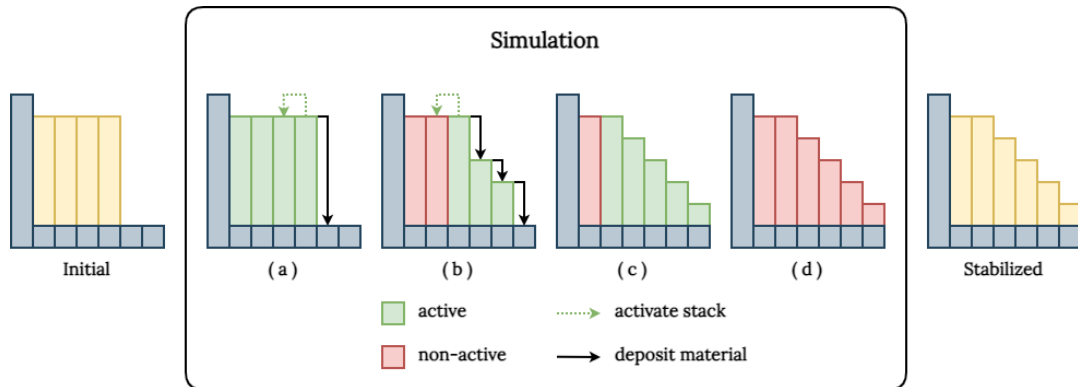 Simulation
Initial
( a )
( b )
( c )
( d )
Stabilized
active
activate stack
non-active
deposit material